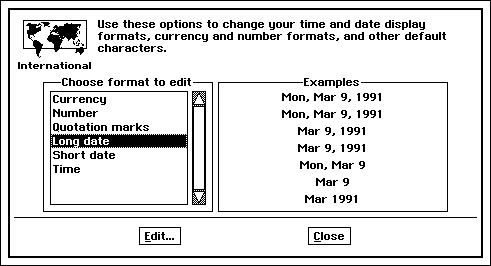 Use these options to change your time and date display
formats, currency and number formats, and other default
characters.
International
Choose format to edit
Currency
Number
Quotation marks
Long date
Short date
Time
Examples
Mon, Mar 9, 1991
Mon, Mar 9, 1991
Mar 9, 1991
Mar 9, 1991
Mon, Mar 9
Mar 9
Mar 1991
Edit...
Close